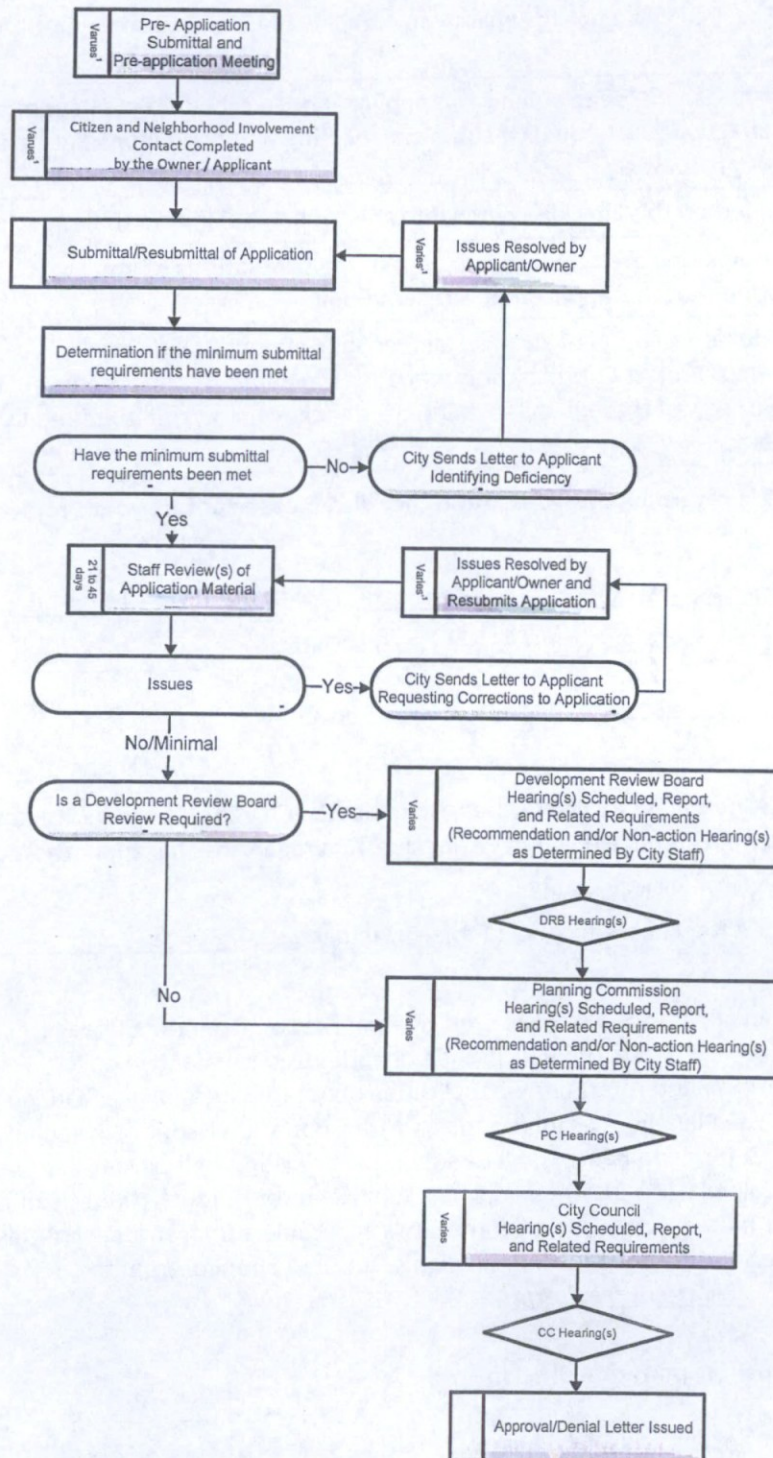 Varues¹
Pre- Application
Submittal and
Pre-application Meeting
Varues¹
Citizen and Neighborhood Involvement
Contact Completed
by the Owner / Applicant
Submittal/Resubmittal of Application
Varies¹
Issues Resolved by
Applicant/Owner
Determination if the minimum submittal
requirements have been met
Have the minimum submittal
requirements been met
No
City Sends Letter to Applicant
Identifying Deficiency
Yes
21 to 45
days
Staff Review(s) of
Application Material
Varies¹
Issues Resolved by
Applicant/Owner and
Resubmits Application
Issues
Yes
City Sends Letter to Applicant
Requesting Corrections to Application
No/Minimal
Is a Development Review Board
Review Required?
Yes
Varies
Development Review Board
Hearing(s) Scheduled, Report,
and Related Requirements
(Recommendation and/or Non-action Hearing(s)
as Determined By City Staff)
DRB Hearing(s)
No
Varies
Planning Commission
Hearing(s) Scheduled, Report,
and Related Requirements
(Recommendation and/or Non-action Hearing(s)
as Determined By City Staff)
PC Hearing(s)
Varies
City Council
Hearing(s) Scheduled, Report,
and Related Requirements
CC Hearing(s)
Approval/Denial Letter Issued